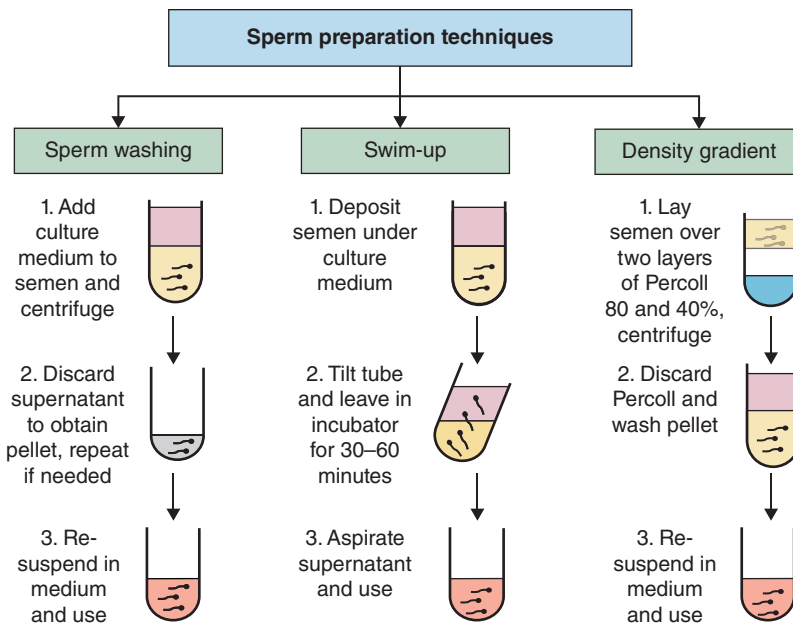 Sperm preparation techniques
Sperm washing
1. Add
culture
medium to
semen and
centrifuge
2. Discard
supernatant
to obtain
pellet, repeat
if needed
3. Re-
suspend in
medium
and use
Swim-up
1. Deposit
semen under
culture
medium
2. Tilt tube
and leave in
incubator
for 30–60
minutes
3. Aspirate
supernatant
and use
Density gradient
1. Lay
semen over
two layers
of Percoll
80 and 40%,
centrifuge
2. Discard
Percoll and
wash pellet
3. Re-
suspend in
medium
and use